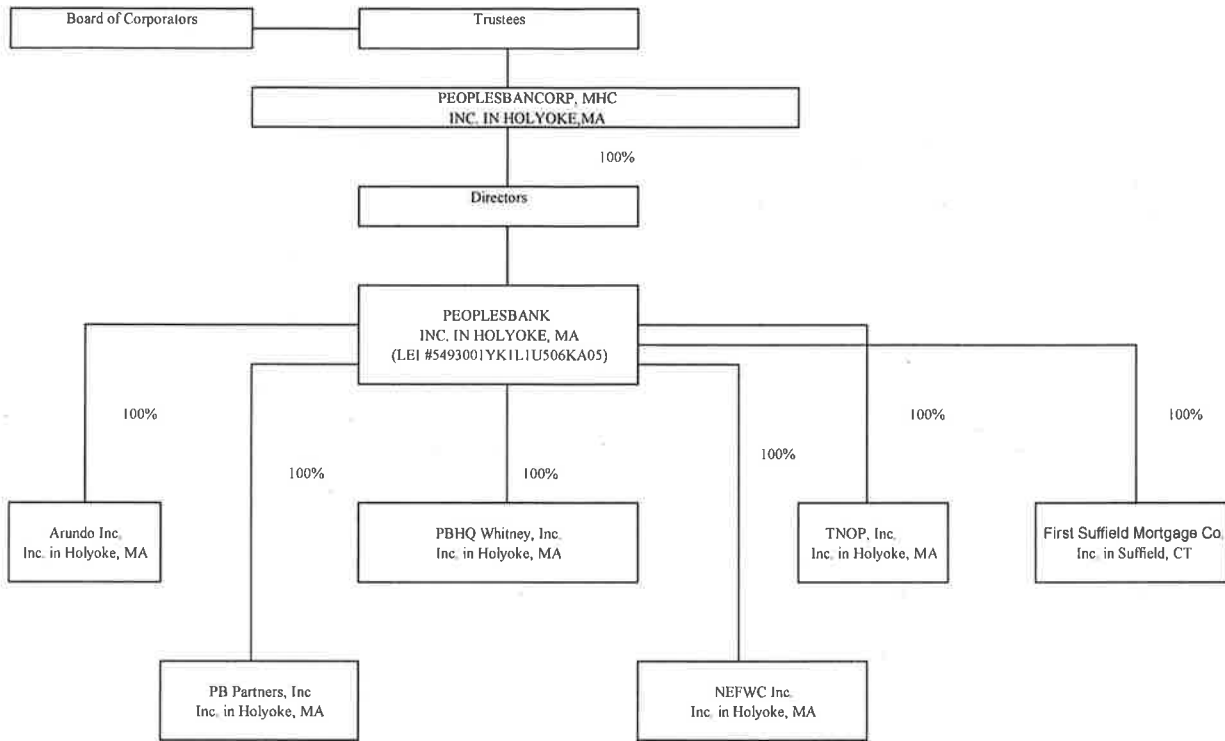 Board of Corporators
Trustees
PEOPLESBANCORP, MHC
INC. IN HOLYOKE,MA
100%
Directors
PEOPLESBANK
INC. IN HOLYOKE, MA
(LEI #5493001YK1L1U506KA05)
100%
100%
100%
100%
100%
100%
Arundo Inc.
Inc. in Holyoke, MA
PBHQ Whitney, Inc.
Inc. in Holyoke, MA
TNOP, Inc.
Inc. in Holyoke, MA
First Suffield Mortgage Co.
Inc. in Suffield, CT
PB Partners, Inc
Inc. in Holyoke, MA
NEFWC Inc.
Inc. in Holyoke, MA